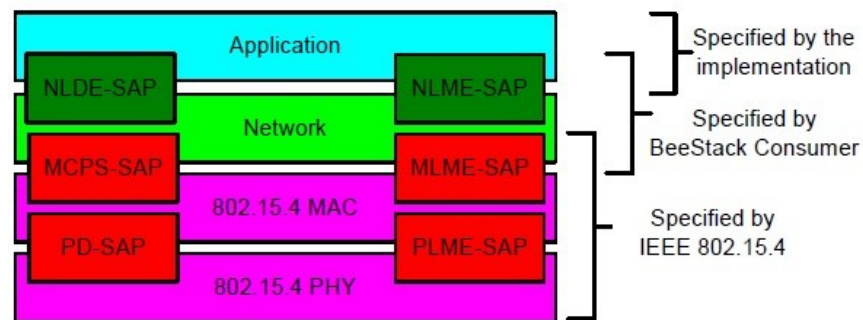 Application
NLDE-SAP
NLME-SAP
Network
MCPS-SAP
MLME-SAP
802.15.4 MAC
PD-SAP
PLME-SAP
802.15.4 PHY
Specified by the
implementation
Specified by
BeeStack Consumer
Specified by
IEEE 802.15.4